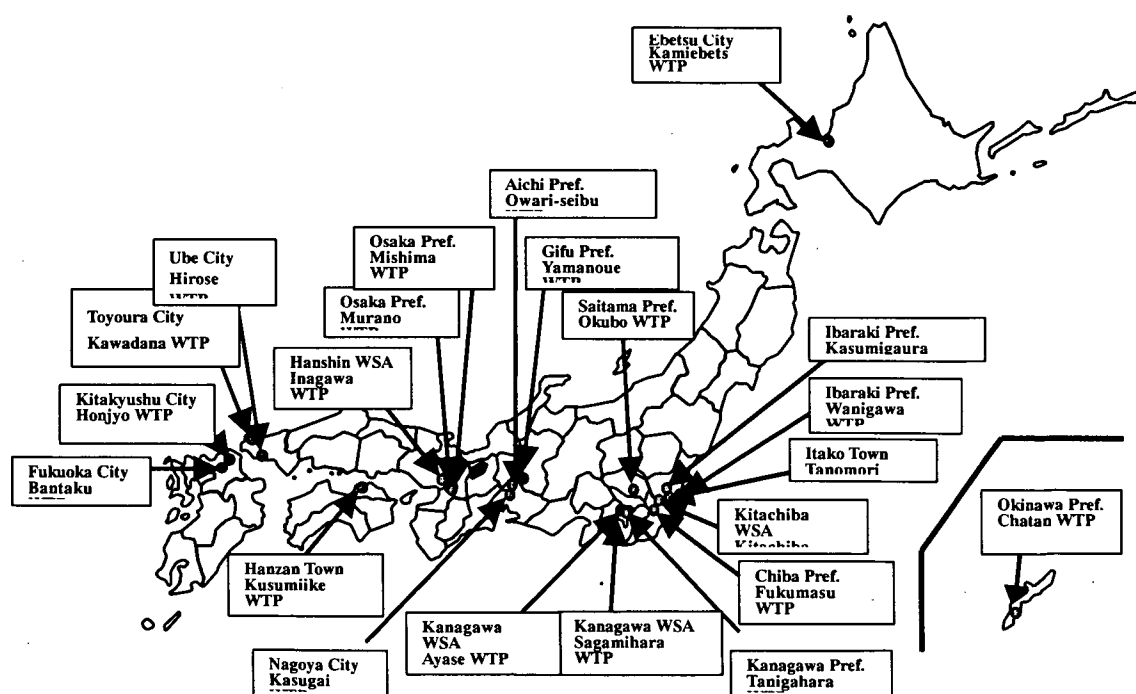 Ebetsu City
Kamiebets
WTP
Aichi Pref.
Owari-seibu
Osaka Pref.
Mishima
WTP
Gifu Pref.
Yamanoue
WTP
Ube City
Hirose
WTP
Osaka Pref.
Murano
Saitama Pref.
Okubo WTP
Toyoura City
Kawadana WTP
Ibaraki Pref.
Kasumigaura
Hanshin WSA
Inagawa
WTP
Kitakyushu City
Honjyo WTP
Ibaraki Pref.
Wanigawa
WTP
Itako Town
Tanomori
Fukuoka City
Bantaku
Kitachiba
WSA
Kitachiba
Okinawa Pref.
Chatan WTP
Hanzan Town
Kusumiike
WTP
Chiba Pref.
Fukumasu
WTP
Kanagawa
WSA
Ayase WTP
Kanagawa WSA
Sagamihara
WTP
Nagoya City
Kasugai
Kanagawa Pref.
Tanigahara